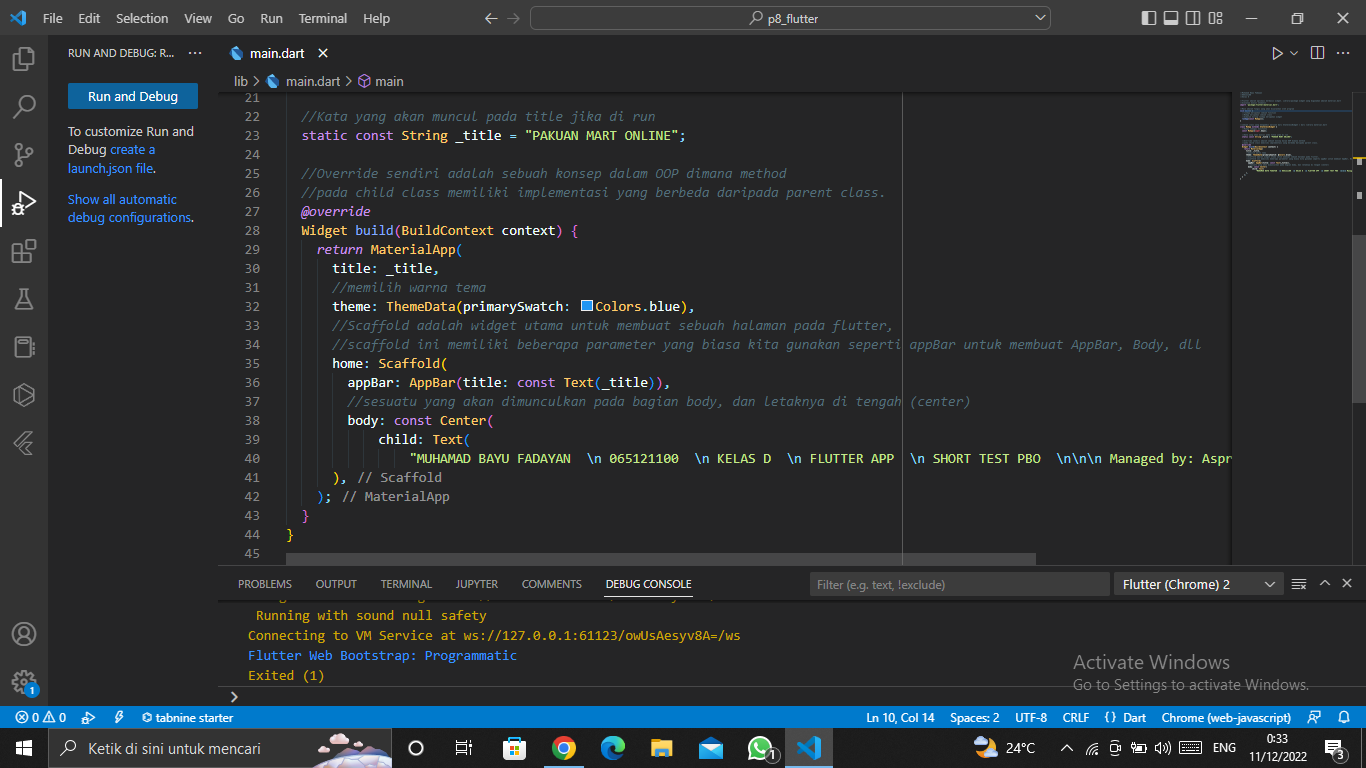 File Edit Selection View Go Run Terminal Help
p8_flutter
RUN AND DEBUG: R... ...
main.dart
lib > main.dart > main
Run and Debug
To customize Run and
Debug create a
launch.json file.
Show all automatic
debug configurations.
21
22 //Kata yang akan muncul pada title jika di run
23 static const String _title = "PAKUAN MART ONLINE";
24
25 //Override sendiri adalah sebuah konsep dalam OOP dimana method
26 //pada child class memiliki implementasi yang berbeda daripada parent class.
27 @override
28 Widget build(BuildContext context) {
29 return MaterialApp(
30 title: _title,
31 //memilih warna tema
32 theme: ThemeData(primarySwatch: Colors.blue),
33 //Scaffold adalah widget utama untuk membuat sebuah halaman pada flutter,
34 //scaffold ini memiliki beberapa parameter yang biasa kita gunakan seperti appBar untuk membuat AppBar, Body, dll
35 home: Scaffold(
36 appBar: AppBar(title: const Text(_title)),
37 //sesuatu yang akan dimunculkan pada bagian body, dan letaknya di tengah (center)
38 body: const Center(
39 child: Text(
40 "MUHAMAD BAYU FADAYAN \n 065121100 \n KELAS D \n FLUTTER APP \n SHORT TEST PBO \n\n\n Managed by: Aspr
41 ), // Scaffold
42 ); // MaterialApp
43 }
44 }
45
PROBLEMS OUTPUT TERMINAL JUPYTER COMMENTS DEBUG CONSOLE
Filter (e.g. text, !exclude)
Flutter (Chrome) 2
Running with sound null safety
Connecting to VM Service at ws://127.0.0.1:61123/owUsAesyv8A=/ws
Flutter Web Bootstrap: Programmatic
Exited (1)
>
Activate Windows
Go to Settings to activate Windows.
1
0 0 tabnine starter
Ln 10, Col 14 Spaces: 2 UTF-8 CRLF {} Dart Chrome (web-javascript)
Ketik di sini untuk mencari
1
24°C
ENG
0:33
11/12/2022
3